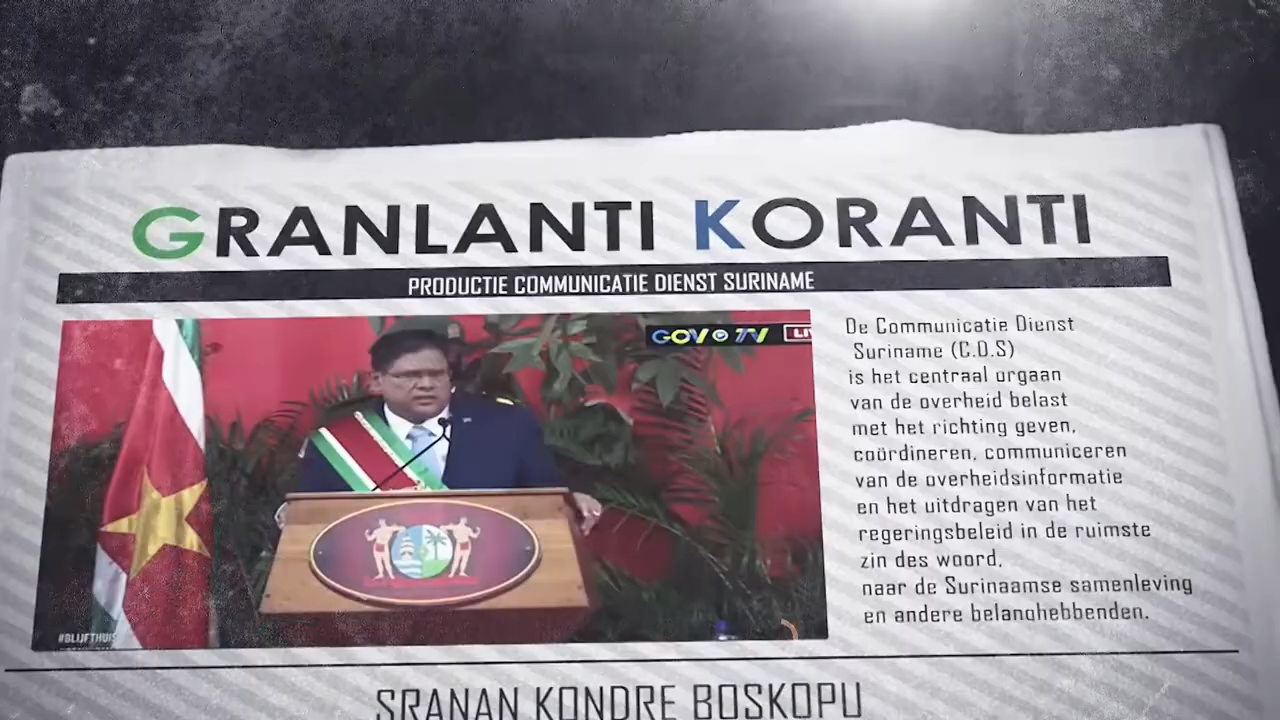 GRANLANTI KORANTI
PRODUCTIE COMMUNICATIE DIENST SURINAME
GOV TV
#BLIJFTHUIS
De Communicatie Dienst
Suriname (C.D.S)
is het centraal orgaan
van de overheid belast
met het richting geven,
coördineren, communiceren
van de overheidsinformatie
en het uitdragen van het
regeringsbeleid in de ruimste
zin des woord,
naar de Surinaamse samenleving
en andere belanghebbenden.
SRANAN KONDRE BOSKOPU